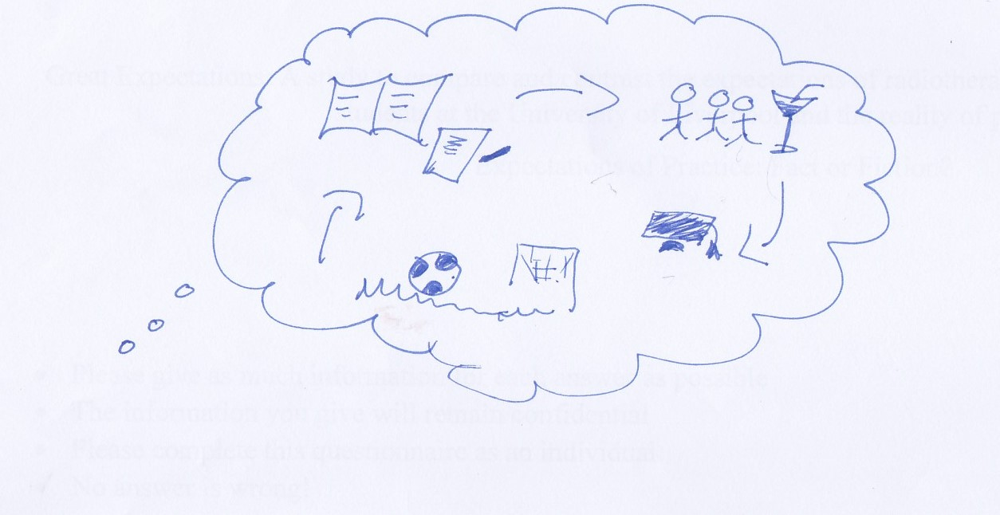 Great Expectations: A study to compare and contrast the expectations of radiothera
students at the University of Liverpool and the reality of p
Expectations of Practice: Fact or Fiction?
Please give as much information for each answer as possible
The information you give will remain confidential
Please complete this questionnaire as an individual
No answer is wrong!